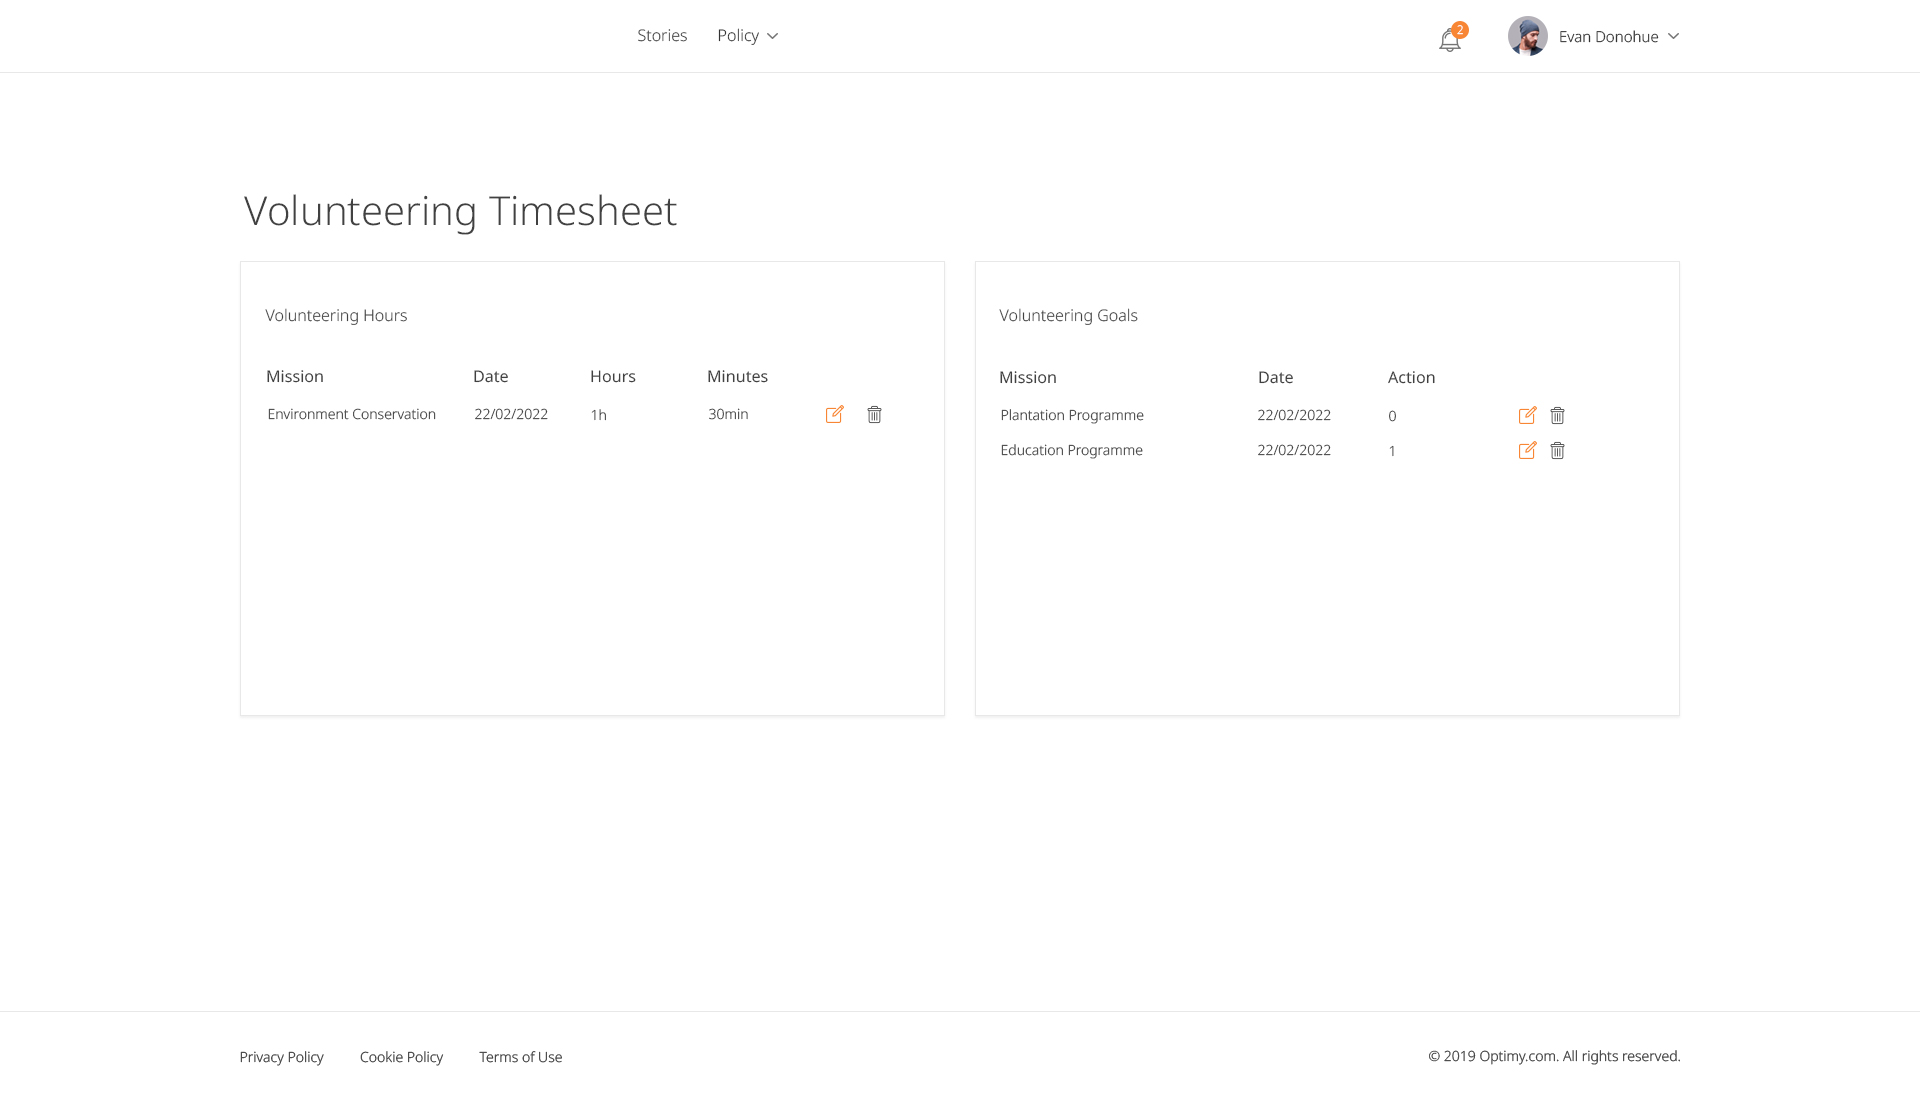 Stories Policy 2 Evan Donohue
Volunteering Timesheet
Volunteering Hours
Mission Date Hours Minutes
Environment Conservation 22/02/2022 1h 30min
Volunteering Goals
Mission Date Action
Plantation Programme 22/02/2022 0
Education Programme 22/02/2022 1
Privacy Policy Cookie Policy Terms of Use © 2019 Optimy.com. All rights reserved.